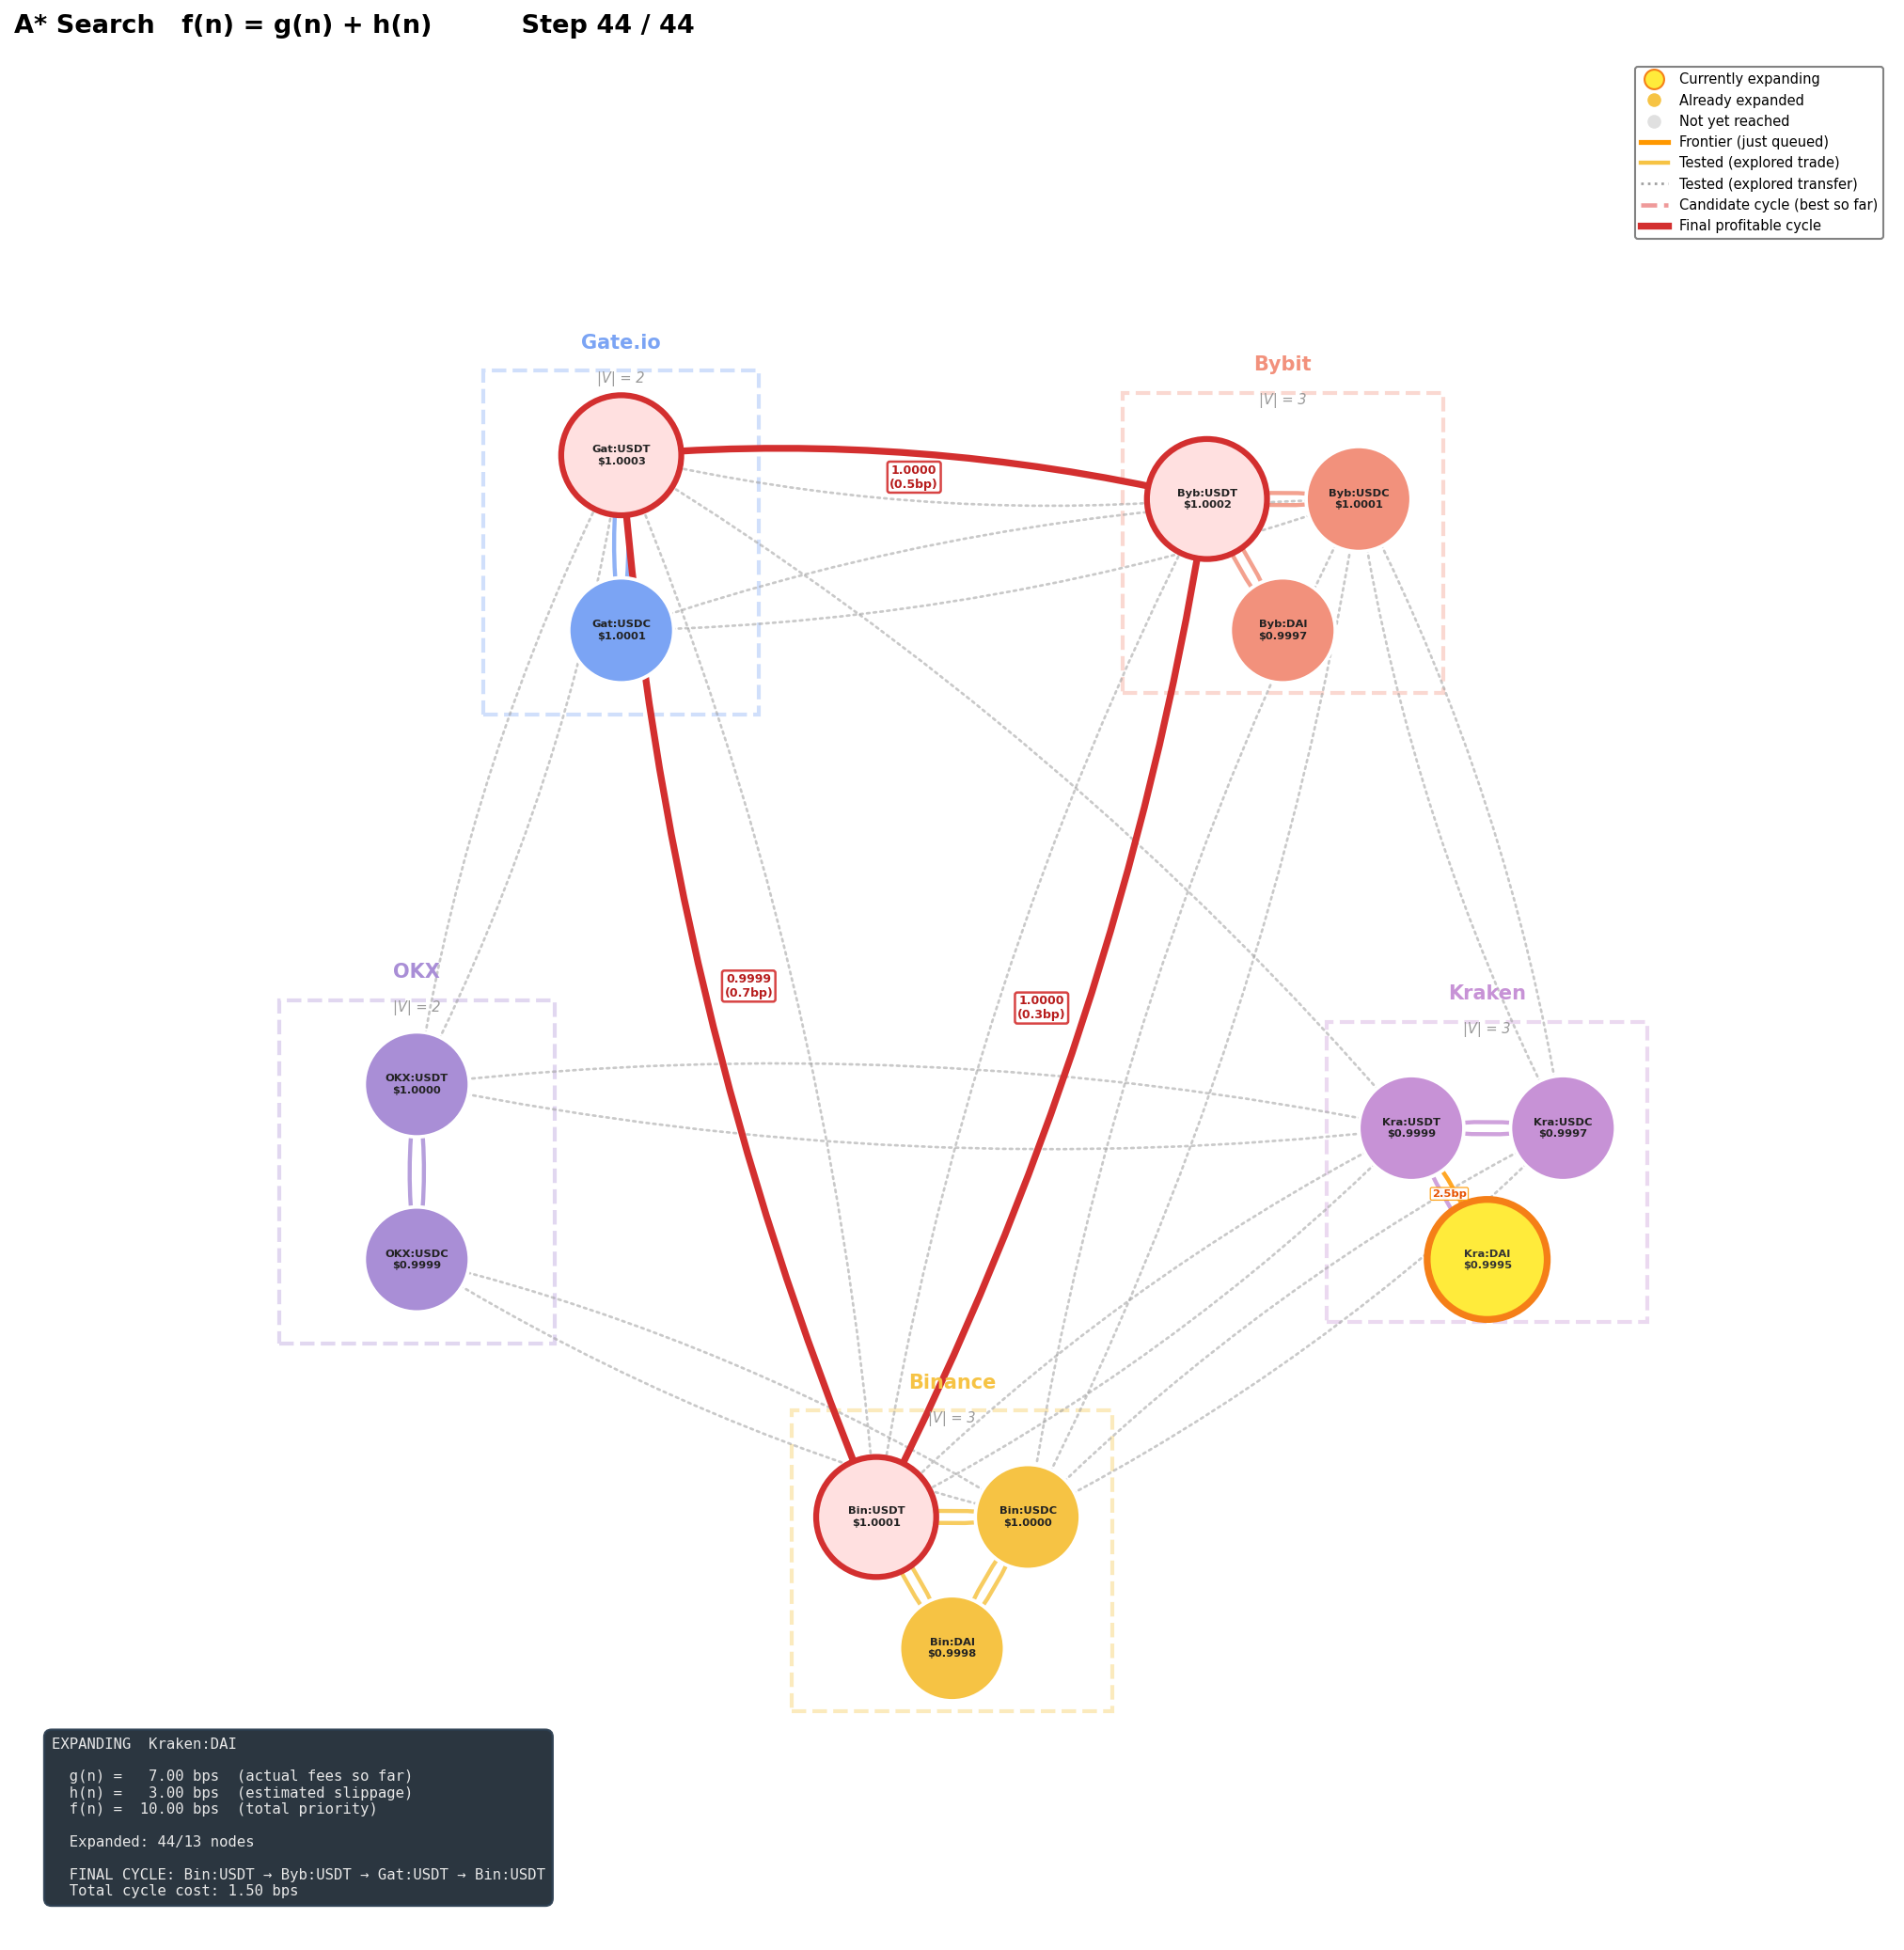 A* Search   f(n) = g(n) + h(n)          Step 44 / 44
Currently expanding
Already expanded
Not yet reached
Frontier (just queued)
Tested (explored trade)
Tested (explored transfer)
Candidate cycle (best so far)
Final profitable cycle
Gate.io
|V| = 2
Gat:USDT
$1.0003
Gat:USDC
$1.0001
Bybit
|V| = 3
Byb:USDT
$1.0002
Byb:USDC
$1.0001
Byb:DAI
$0.9997
1.0000
(0.5bp)
0.9999
(0.7bp)
1.0000
(0.3bp)
OKX
|V| = 2
OKX:USDT
$1.0000
OKX:USDC
$0.9999
Kraken
|V| = 3
Kra:USDT
$0.9999
Kra:USDC
$0.9997
2.5bp
Kra:DAI
$0.9995
Binance
|V| = 3
Bin:USDT
$1.0001
Bin:USDC
$1.0000
Bin:DAI
$0.9998
EXPANDING  Kraken:DAI
g(n) =   7.00 bps  (actual fees so far)
h(n) =   3.00 bps  (estimated slippage)
f(n) =  10.00 bps  (total priority)
Expanded: 44/13 nodes
FINAL CYCLE: Bin:USDT → Byb:USDT → Gat:USDT → Bin:USDT
Total cycle cost: 1.50 bps